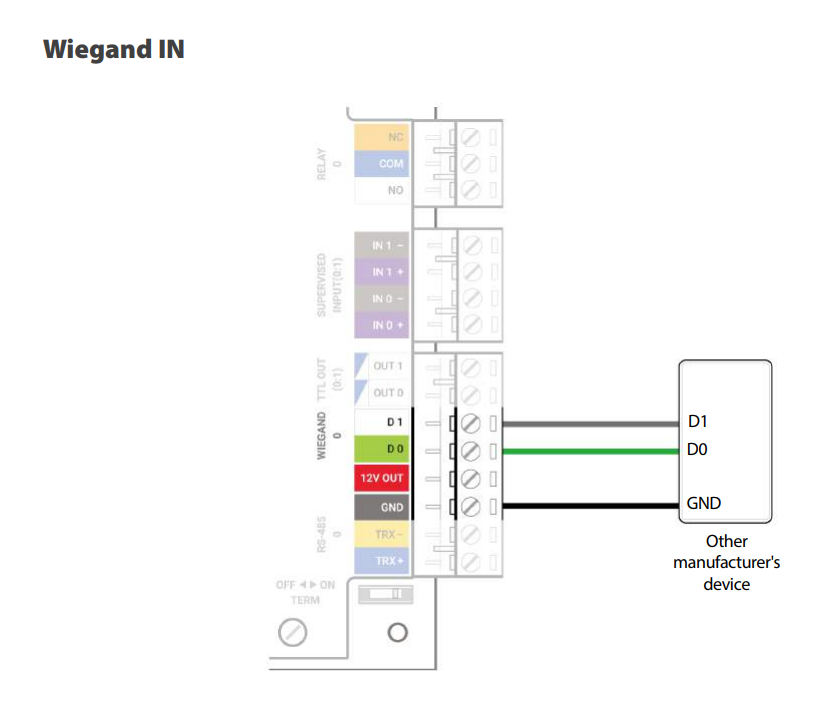 Wiegand IN
RELAY
0
NC
COM
NO
SUPERVISED
INPUT(0:1)
IN 1 -
IN 1 +
IN 0 -
IN 0 +
TTL OUT
(0:1)
OUT 1
OUT 0
WIEGAND
0
D 1
D 0
12V OUT
GND
RS-485
0
TRX -
TRX +
OFF ◄ ► ON
TERM
D1
D0
GND
Other
manufacturer's
device